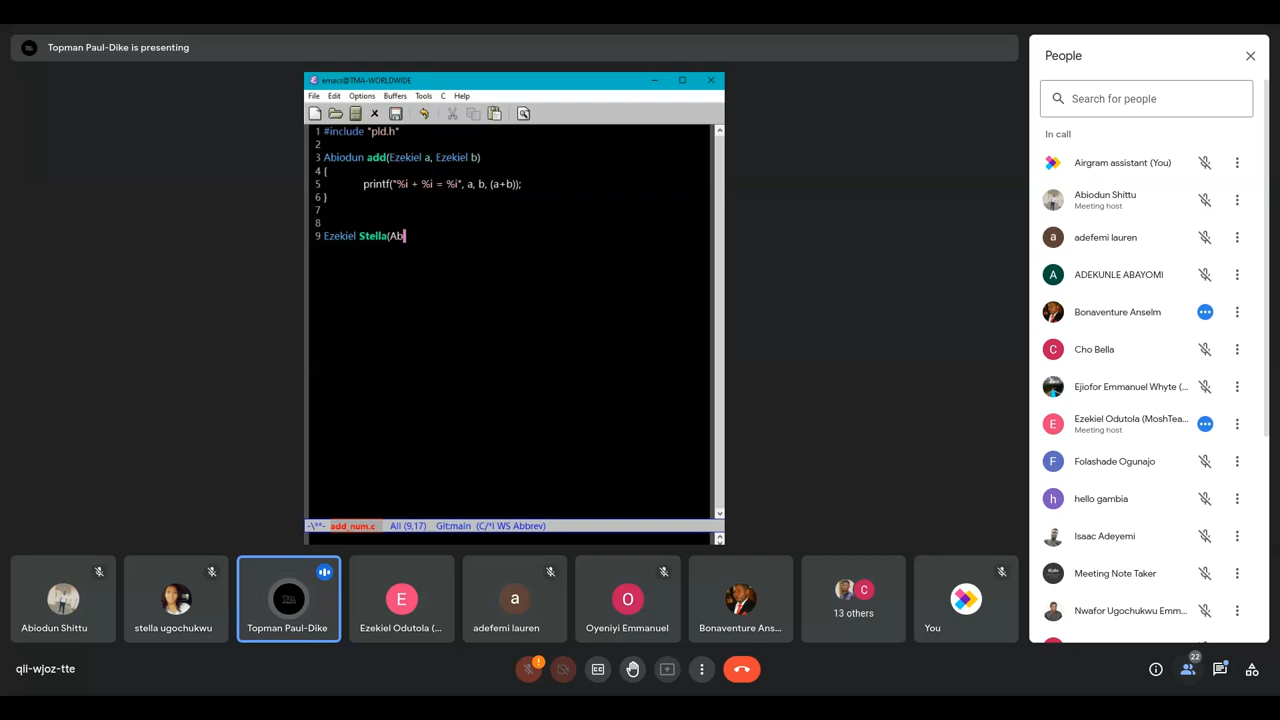 Topman Paul-Dike is presenting
emacs@TMA-WORLDWIDE
File Edit Options Buffers Tools C Help
1 #include "pld.h"
2
3 Abiodun add(Ezekiel a, Ezekiel b)
4 {
5 printf("%i + %i = %i", a, b, (a+b));
6 }
7
8
9 Ezekiel Stella(Ab
-\**- add_num.c All (9,17) Git:main (C/*l WS Abbrev)
People
Search for people
In call
Airgram assistant (You)
Abiodun Shittu
Meeting host
a adefemi lauren
A ADEKUNLE ABAYOMI
Bonaventure Anselm
C Cho Bella
Ejiofor Emmanuel Whyte (...
E Ezekiel Odutola (MoshTea...
Meeting host
F Folashade Ogunajo
h hello gambia
Isaac Adeyemi
Meeting Note Taker
Nwafor Ugochukwu Emm...
Abiodun Shittu
stella ugochukwu
Topman Paul-Dike
E
Ezekiel Odutola (...
a
adefemi lauren
O
Oyeniyi Emmanuel
Bonaventure Ans...
C
13 others
You
qii-wjoz-tte
22